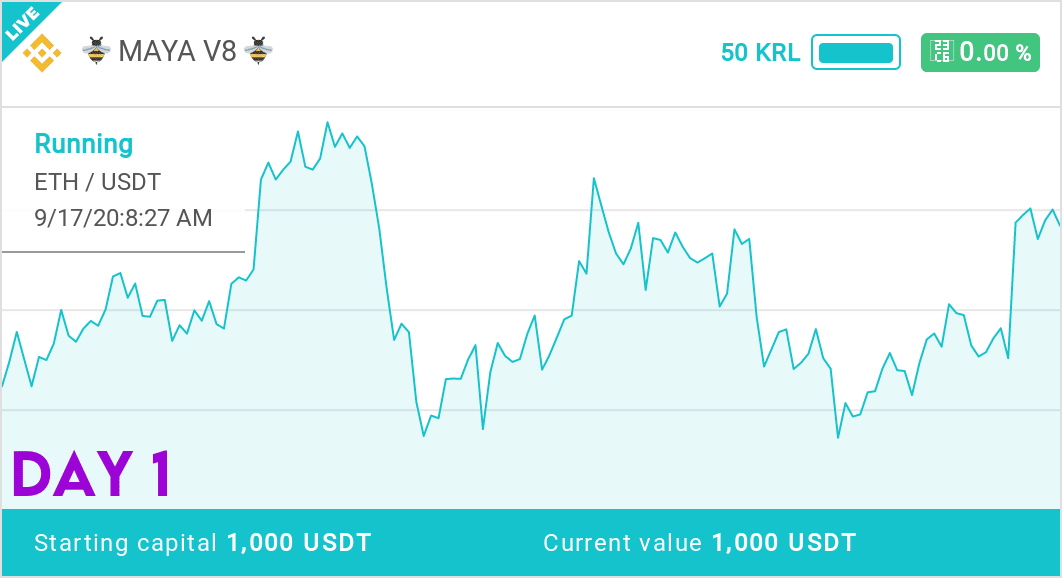 LIVE
🐝 MAYA V8 🐝
50 KRL
0.00 %
Running
ETH / USDT
9/17/20:8:27 AM
DAY 1
Starting capital 1,000 USDT
Current value 1,000 USDT